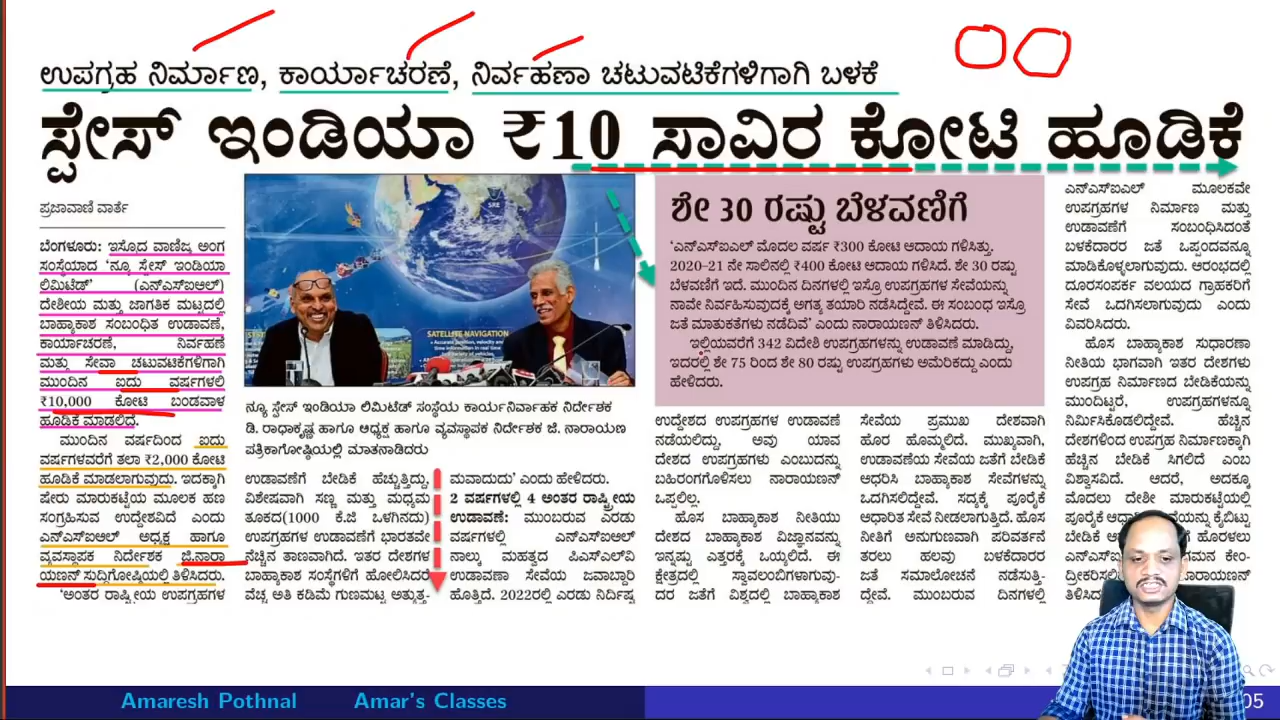 ಉಪಗ್ರಹ ನಿರ್ಮಾಣ, ಕಾರ್ಯಾಚರಣೆ, ನಿರ್ವಹಣಾ ಚಟುವಟಿಕೆಗಳಿಗಾಗಿ ಬಳಕೆ
ಸ್ಪೇಸ್ ಇಂಡಿಯಾ ₹10 ಸಾವಿರ ಕೋಟಿ ಹೂಡಿಕೆ
ಪ್ರಜಾವಾಣಿ ವಾರ್ತೆ
ಬೆಂಗಳೂರು: ಇಸ್ರೊದ ವಾಣಿಜ್ಯ ಅಂಗ
ಸಂಸ್ಥೆಯಾದ ‘ನ್ಯೂ ಸ್ಪೇಸ್ ಇಂಡಿಯಾ
ಲಿಮಿಟೆಡ್’ (ಎನ್ಎಸ್ಐಆಲ್)
ದೇಶೀಯ ಮತ್ತು ಜಾಗತಿಕ ಮಟ್ಟದಲ್ಲಿ
ಬಾಹ್ಯಾಕಾಶ ಸಂಬಂಧಿತ ಉಡಾವಣೆ,
ಕಾರ್ಯಾಚರಣೆ, ನಿರ್ವಹಣೆ
ಮತ್ತು ಸೇವಾ ಚಟುವಟಿಕೆಗಳಿಗಾಗಿ
ಮುಂದಿನ ಐದು ವರ್ಷಗಳಲ್ಲಿ
₹10,000 ಕೋಟಿ ಬಂಡವಾಳ
ಹೂಡಿಕೆ ಮಾಡಲಿದೆ.
ಮುಂದಿನ ವರ್ಷದಿಂದ ಐದು
ವರ್ಷಗಳವರೆಗೆ ತಲಾ ₹2,000 ಕೋಟಿ
ಹೂಡಿಕೆ ಮಾಡಲಾಗುವುದು. ಇದಕ್ಕಾಗಿ
ಷೇರು ಮಾರುಕಟ್ಟೆಯ ಮೂಲಕ ಹಣ
ಸಂಗ್ರಹಿಸುವ ಉದ್ದೇಶವಿದೆ ಎಂದು
ಎನ್ಎಸ್ಐಆಲ್ ಅಧ್ಯಕ್ಷ ಹಾಗೂ
ವ್ಯವಸ್ಥಾಪಕ ನಿರ್ದೇಶಕ ಜಿ.ನಾರಾ
ಯಣನ್ ಸುದ್ದಿಗೋಷ್ಠಿಯಲ್ಲಿ ತಿಳಿಸಿದರು.
‘ಅಂತರ ರಾಷ್ಟ್ರೀಯ ಉಪಗ್ರಹಗಳ
SRE
SATELLITE NAVIGATION
ನ್ಯೂ ಸ್ಪೇಸ್ ಇಂಡಿಯಾ ಲಿಮಿಟೆಡ್ ಸಂಸ್ಥೆಯ ಕಾರ್ಯನಿರ್ವಾಹಕ ನಿರ್ದೇಶಕ
ಡಿ. ರಾಧಾಕೃಷ್ಣ ಹಾಗೂ ಆಧ್ಯಕ್ಷ ಹಾಗೂ ವ್ಯವಸ್ಥಾಪಕ ನಿರ್ದೇಶಕ ಜಿ. ನಾರಾಯಣ
ಪತ್ರಿಕಾಗೋಷ್ಠಿಯಲ್ಲಿ ಮಾತನಾಡಿದರು
ಉಡಾವಣೆಗೆ ಬೇಡಿಕೆ ಹೆಚ್ಚುತ್ತಿದ್ದು,
ವಿಶೇಷವಾಗಿ ಸಣ್ಣ ಮತ್ತು ಮಧ್ಯಮ
ತೂಕದ(1000 ಕೆ.ಜಿ ಒಳಗಿನದು)
ಉಪಗ್ರಹಗಳ ಉಡಾವಣೆಗೆ ಭಾರತವೇ
ನೆಚ್ಚಿನ ತಾಣವಾಗಿದೆ. ಇತರ ದೇಶಗಳ
ಬಾಹ್ಯಾಕಾಶ ಸಂಸ್ಥೆಗಳಿಗೆ ಹೋಲಿಸಿದರೆ
ವೆಚ್ಚ ಅತಿ ಕಡಿಮೆ ಗುಣಮಟ್ಟ ಅತ್ಯುತ್ತ-
ಮವಾದುದು’ ಎಂದು ಹೇಳಿದರು.
2 ವರ್ಷಗಳಲ್ಲಿ 4 ಅಂತರ ರಾಷ್ಟ್ರೀಯ
ಉಡಾವಣೆ: ಮುಂಬರುವ ಎರಡು
ವರ್ಷಗಳಲ್ಲಿ ಎನ್ಎಸ್ಐಎಲ್
ನಾಲ್ಕು ಮಹತ್ವದ ಪಿಎಸ್ಎಲ್‌ವಿ
ಉಡಾವಣಾ ಸೇವೆಯ ಜವಾಬ್ದಾರಿ
ಹೊತ್ತಿದೆ. 2022ರಲ್ಲಿ ಎರಡು ನಿರ್ದಿಷ್ಟ
ಶೇ 30 ರಷ್ಟು ಬೆಳವಣಿಗೆ
‘ಎನ್ಎಸ್ಐಎಲ್ ಮೊದಲ ವರ್ಷ ₹300 ಕೋಟಿ ಆದಾಯ ಗಳಿಸಿತ್ತು.
2020–21 ನೇ ಸಾಲಿನಲ್ಲಿ ₹400 ಕೋಟಿ ಆದಾಯ ಗಳಿಸಿದೆ. ಶೇ 30 ರಷ್ಟು
ಬೆಳವಣಿಗೆ ಇದೆ. ಮುಂದಿನ ದಿನಗಳಲ್ಲಿ ಇಸ್ರೊ ಉಪಗ್ರಹಗಳ ಸೇವೆಯನ್ನು
ನಾವೇ ನಿರ್ವಹಿಸುವುದಕ್ಕೆ ಅಗತ್ಯ ತಯಾರಿ ನಡೆಸಿದ್ದೇವೆ. ಈ ಸಂಬಂಧ ಇಸ್ರೊ
ಜತೆ ಮಾತುಕತೆಗಳು ನಡೆದಿವೆ’ ಎಂದು ನಾರಾಯಣನ್ ತಿಳಿಸಿದರು.
ಇಲ್ಲಿಯವರೆಗೆ 342 ವಿದೇಶಿ ಉಪಗ್ರಹಗಳನ್ನು ಉಡಾವಣೆ ಮಾಡಿದ್ದು,
ಇದರಲ್ಲಿ ಶೇ 75 ರಿಂದ ಶೇ 80 ರಷ್ಟು ಉಪಗ್ರಹಗಳು ಅಮೆರಿಕದ್ದು ಎಂದು
ಹೇಳಿದರು.
ಉದ್ದೇಶದ ಉಪಗ್ರಹಗಳ ಉಡಾವಣೆ
ನಡೆಯಲಿದ್ದು. ಅವು ಯಾವ
ದೇಶದ ಉಪಗ್ರಹಗಳು ಎಂಬುದನ್ನು
ಬಹಿರಂಗಗೊಳಿಸಲು ನಾರಾಯಣನ್
ಒಪ್ಪಲಿಲ್ಲ.
ಹೊಸ ಬಾಹ್ಯಾಕಾಶ ನೀತಿಯು
ದೇಶದ ಬಾಹ್ಯಾಕಾಶ ವಿಜ್ಞಾನವನ್ನು
ಇನ್ನಷ್ಟು ಎತ್ತರಕ್ಕೆ ಒಯ್ಯಲಿದೆ. ಈ
ಕ್ಷೇತ್ರದಲ್ಲಿ ಸ್ವಾವಲಂಬಿಗಳಾಗುವು-
ದರ ಜತೆಗೆ ವಿಶ್ವದಲ್ಲಿ ಬಾಹ್ಯಾಕಾಶ
ಸೇವೆಯ ಪ್ರಮುಖ ದೇಶವಾಗಿ
ಹೊರ ಹೊಮ್ಮಲಿದೆ. ಮುಖ್ಯವಾಗಿ,
ಉಡಾವಣೆಯ ಸೇವೆಯ ಜತೆಗೆ ಬೇಡಿಕೆ
ಆಧರಿಸಿ ಬಾಹ್ಯಾಕಾಶ ಸೇವೆಗಳನ್ನು
ಒದಗಿಸಲಿದ್ದೇವೆ. ಸದ್ಯಕ್ಕೆ ಪೂರೈಕೆ
ಆಧಾರಿತ ಸೇವೆ ನೀಡಲಾಗುತ್ತಿದೆ. ಹೊಸ
ನೀತಿಗೆ ಅನುಗುಣವಾಗಿ ಪರಿವರ್ತನೆ
ತರಲು ಹಲವು ಬಳಕೆದಾರರ
ಜತೆ ಸಮಾಲೋಚನೆ ನಡೆಸುತ್ತಿ-
ದ್ದೇವೆ. ಮುಂಬರುವ ದಿನಗಳಲ್ಲಿ
ಎನ್ಎಸ್ಐಎಲ್ ಮೂಲಕವೇ
ಉಪಗ್ರಹಗಳ ನಿರ್ಮಾಣ ಮತ್ತು
ಉಡಾವಣೆಗೆ ಸಂಬಂಧಿಸಿದಂತೆ
ಬಳಕೆದಾರರ ಜತೆ ಒಪ್ಪಂದವನ್ನೂ
ಮಾಡಿಕೊಳ್ಳಲಾಗುವುದು. ಆರಂಭದಲ್ಲಿ
ದೂರಸಂಪರ್ಕ ವಲಯದ ಗ್ರಾಹಕರಿಗೆ
ಸೇವೆ ಒದಗಿಸಲಾಗುವುದು ಎಂದು
ವಿವರಿಸಿದರು.
ಹೊಸ ಬಾಹ್ಯಾಕಾಶ ಸುಧಾರಣಾ
ನೀತಿಯ ಭಾಗವಾಗಿ ಇತರ ದೇಶಗಳು
ಉಪಗ್ರಹ ನಿರ್ಮಾಣದ ಬೇಡಿಕೆಯನ್ನು
ಮುಂದಿಟ್ಟರೆ, ಉಪಗ್ರಹಗಳನ್ನೂ
ನಿರ್ಮಿಸಿಕೊಡಲಿದ್ದೇವೆ. ಹೆಚ್ಚಿನ
ದೇಶಗಳಿಂದ ಉಪಗ್ರಹ ನಿರ್ಮಾಣಕ್ಕಾಗಿ
ಹೆಚ್ಚಿನ ಬೇಡಿಕೆ ಸಿಗಲಿದೆ ಎಂಬ
ವಿಶ್ವಾಸವಿದೆ. ಆದರೆ, ಅದಕ್ಕೂ
ಮೊದಲು ದೇಶೀ ಮಾರುಕಟ್ಟೆಯಲ್ಲಿ
ಪೂರೈಕೆ ಕೈಬಿಟ್ಟು
ಬೇಡಿಕೆ ಹೊರಳಲು
Amaresh Pothnal Amar's Classes
05